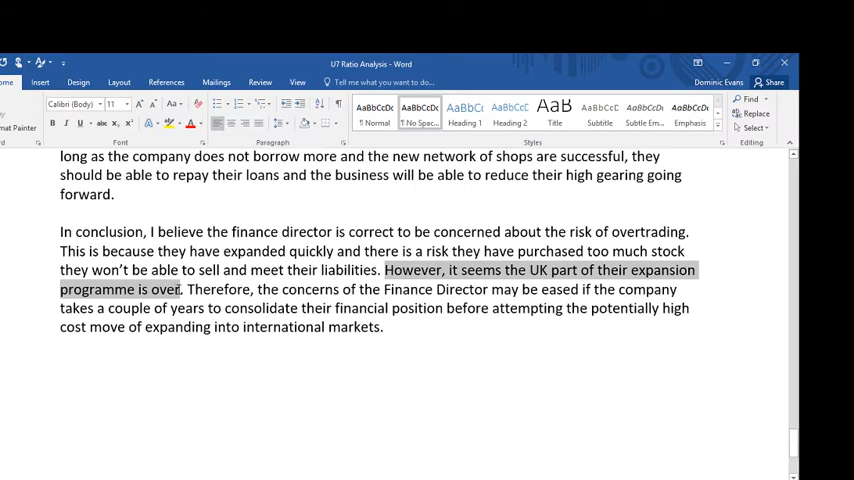 U7 Ratio Analysis - Word
ome Insert Design Layout References Mailings Review View Tell me what you want to do... Dominic Evans Share
Calibri (Body) 11 Aa
mat Painter
B I U abc x₂ x² A
AaBbCcDc AaBbCcDc AaBbCc AaBbCcC AaB AaBbCcD AaBbCcDc AaBbCcDc
¶ Normal ¶ No Spac... Heading 1 Heading 2 Title Subtitle Subtle Em... Emphasis
Find
Replace
Select
Font Paragraph Styles Editing
long as the company does not borrow more and the new network of shops are successful, they
should be able to repay their loans and the business will be able to reduce their high gearing going
forward.
In conclusion, I believe the finance director is correct to be concerned about the risk of overtrading.
This is because they have expanded quickly and there is a risk they have purchased too much stock
they won't be able to sell and meet their liabilities. However, it seems the UK part of their expansion
programme is over. Therefore, the concerns of the Finance Director may be eased if the company
takes a couple of years to consolidate their financial position before attempting the potentially high
cost move of expanding into international markets.